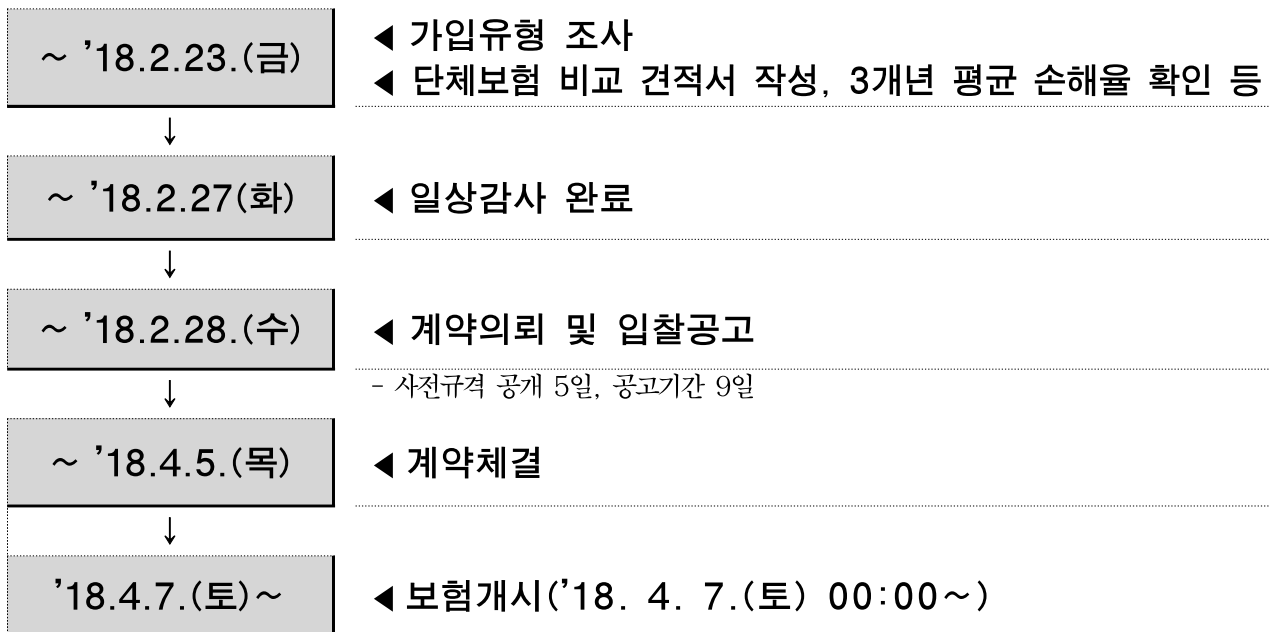 ~ ’18.2.23.(금)
◀ 가입유형 조사
◀ 단체보험 비교 견적서 작성, 3개년 평균 손해율 확인 등
↓
~ ’18.2.27(화)
◀ 일상감사 완료
↓
~ ’18.2.28.(수)
◀ 계약의뢰 및 입찰공고
- 사전규격 공개 5일, 공고기간 9일
↓
~ ’18.4.5.(목)
◀ 계약체결
↓
’18.4.7.(토)~
◀ 보험개시(’18. 4. 7.(토) 00:00~)